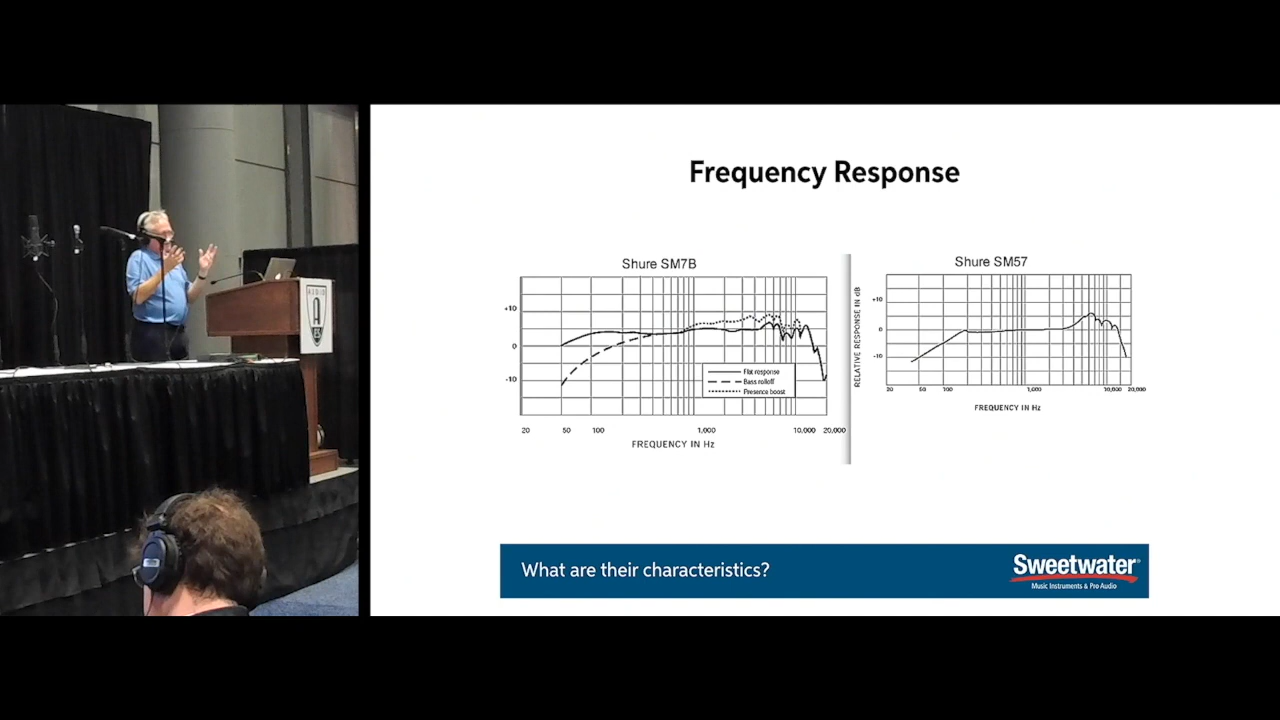 Frequency Response
Shure SM7B
+10
0
-10
Flat response
Bass rolloff
Presence boost
20 50 100 1,000 10,000 20,000
FREQUENCY IN Hz
Shure SM57
RELATIVE RESPONSE IN dB
+10
0
-10
20 50 100 1,000 10,000 20,000
FREQUENCY IN Hz
What are their characteristics?
Sweetwater®
Music Instruments & Pro Audio
AUDIO
AES